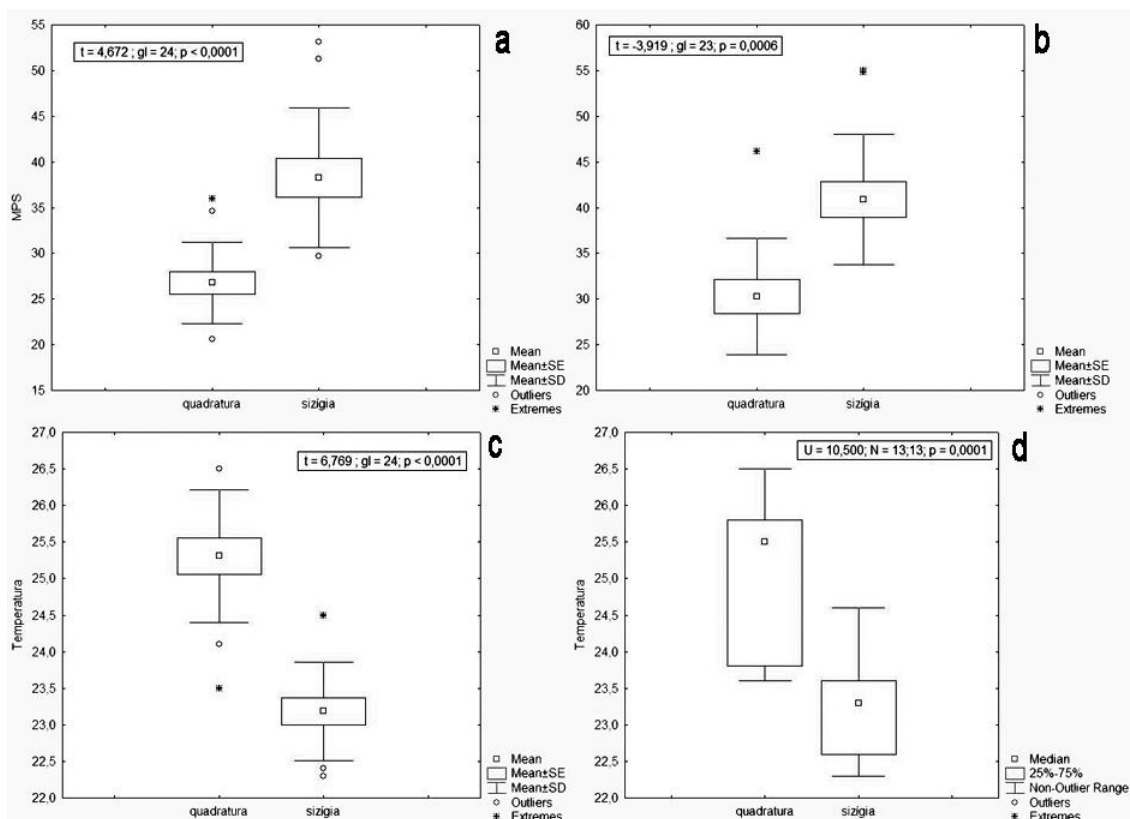 a
t = 4,672 ; gl = 24; p < 0,0001
55
50
45
40
35
30
25
20
15
MPS
quadratura
sizígia
Mean
Mean±SE
Mean±SD
Outliers
Extremes
b
t = -3,919 ; gl = 23; p = 0,0006
60
55
50
45
40
35
30
25
20
quadratura
sizígia
Mean
Mean±SE
Mean±SD
Outliers
Extremes
c
t = 6,769 ; gl = 24; p < 0,0001
27,0
26,5
26,0
25,5
25,0
24,5
24,0
23,5
23,0
22,5
22,0
Temperatura
quadratura
sizígia
Mean
Mean±SE
Mean±SD
Outliers
Extremes
d
U = 10,500; N = 13;13; p = 0,0001
27,0
26,5
26,0
25,5
25,0
24,5
24,0
23,5
23,0
22,5
22,0
Temperatura
quadratura
sizígia
Median
25%-75%
Non-Outlier Range
Outliers
Extremes